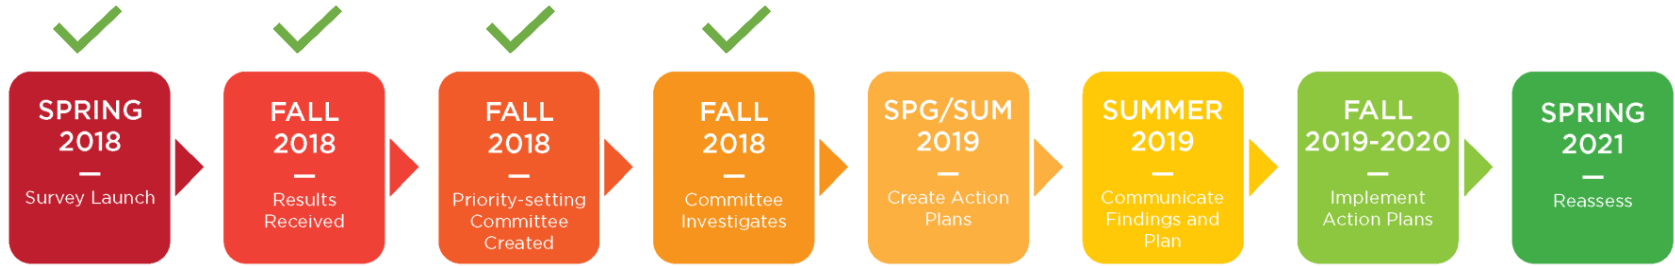 SPRING
2018
Survey Launch
FALL
2018
Results
Received
FALL
2018
Priority-setting
Committee
Created
FALL
2018
Committee
Investigates
SPG/SUM
2019
Create Action
Plans
SUMMER
2019
Communicate
Findings and
Plan
FALL
2019-2020
Implement
Action Plans
SPRING
2021
Reassess